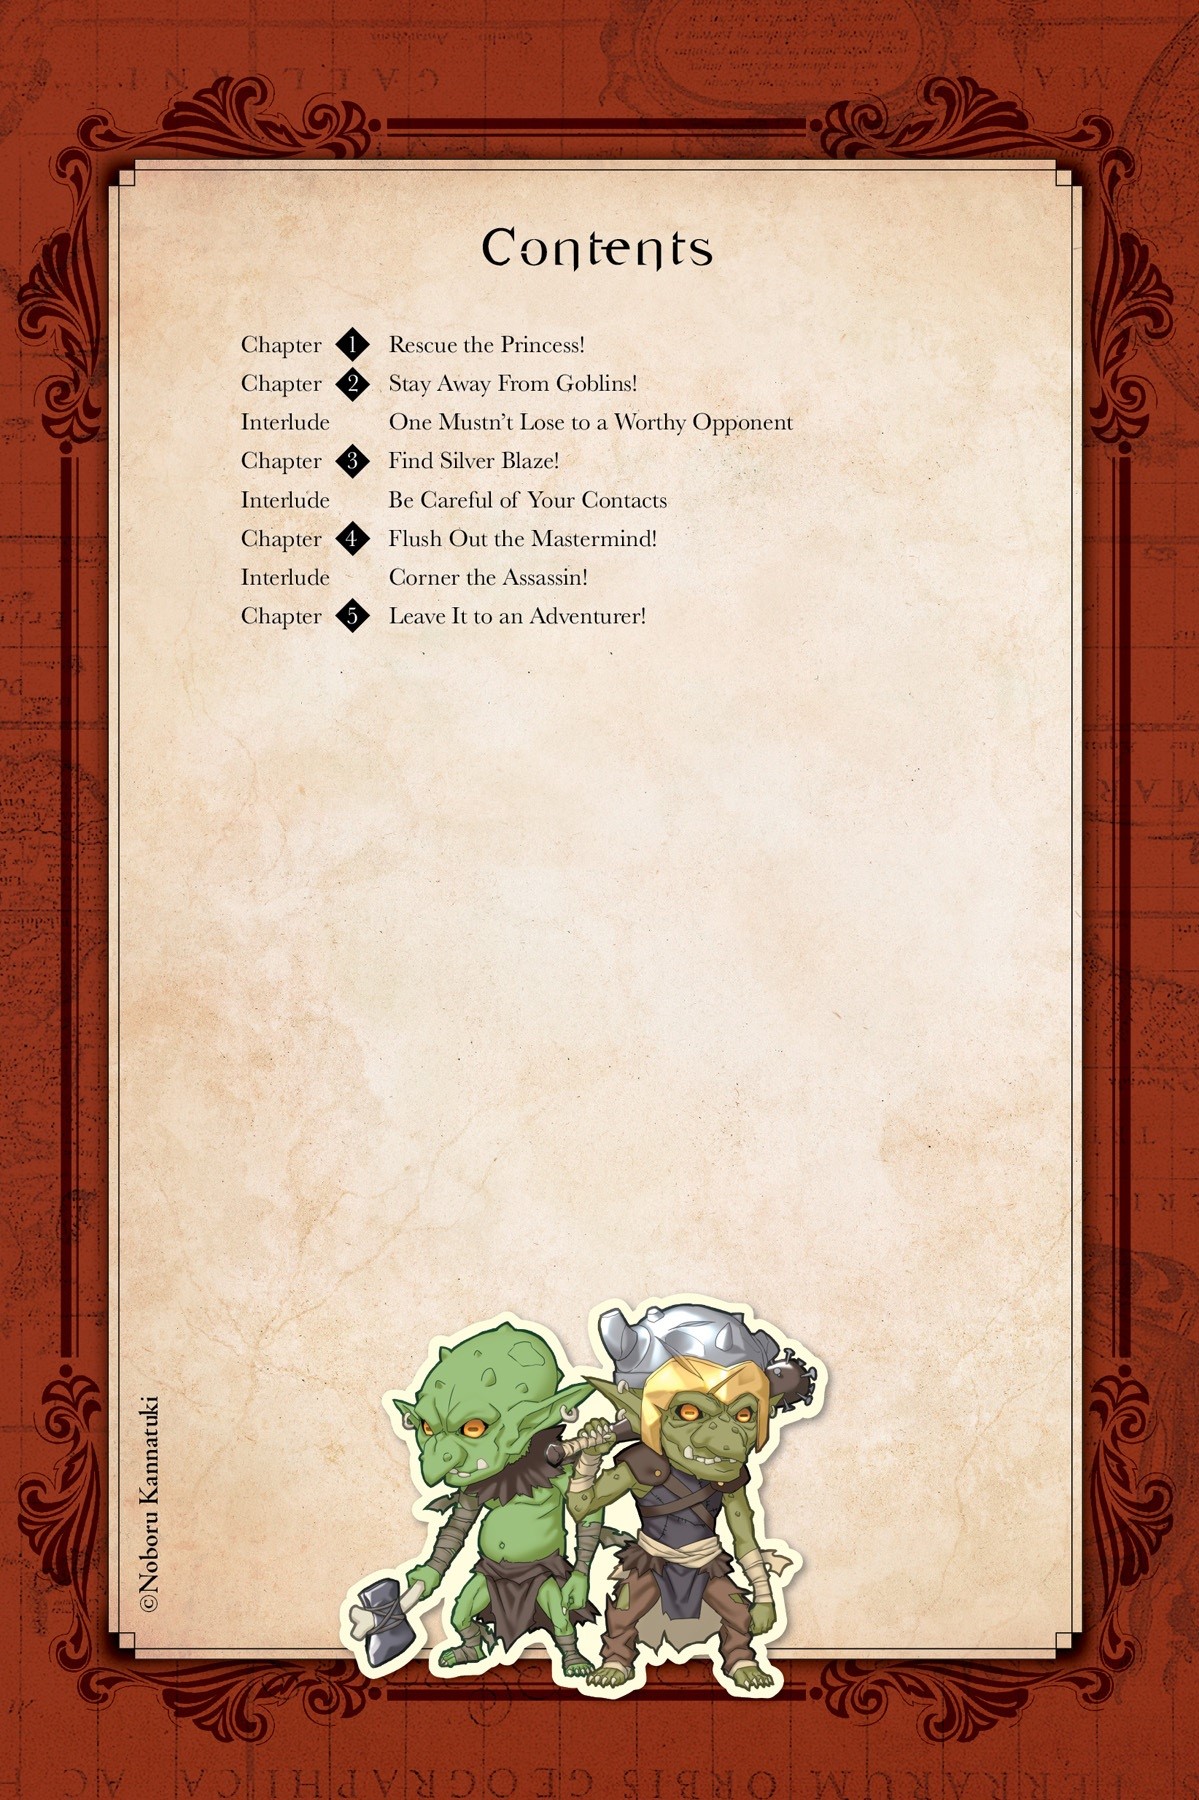 Contents
Chapter 1 Rescue the Princess!
Chapter 2 Stay Away From Goblins!
Interlude One Mustn’t Lose to a Worthy Opponent
Chapter 3 Find Silver Blaze!
Interlude Be Careful of Your Contacts
Chapter 4 Flush Out the Mastermind!
Interlude Corner the Assassin!
Chapter 5 Leave It to an Adventurer!
©Noboru Kannatuki
ORBIS GEOGRAPHICA